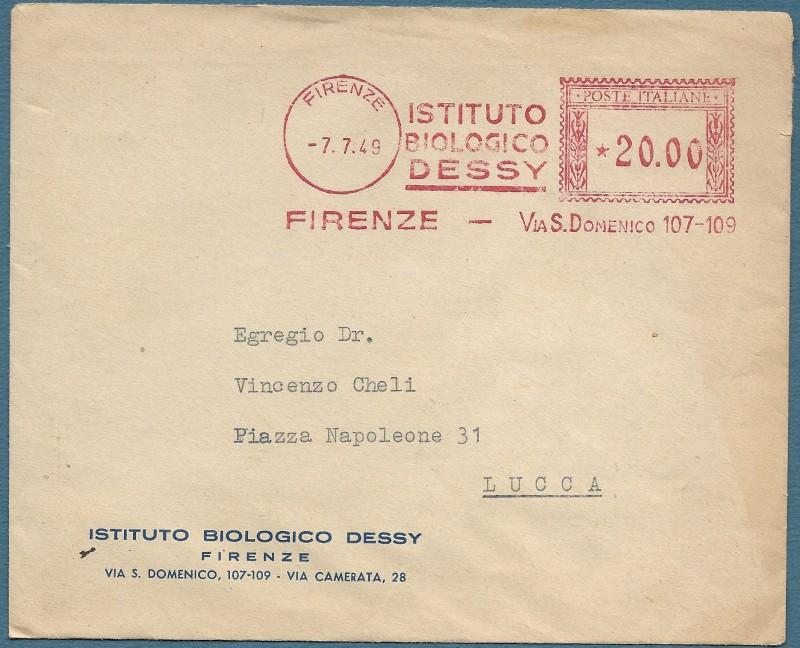 FIRENZE
-7. 7. 49
ISTITUTO
BIOLOGICO
DESSY
· POSTE ITALIANE ·
* 20.00
FIRENZE — VIA S. DOMENICO 107-109
Egregio Dr.
Vincenzo Cheli
Piazza Napoleone 31
LUCCA
ISTITUTO BIOLOGICO DESSY
FIRENZE
VIA S. DOMENICO, 107-109 - VIA CAMERATA, 28